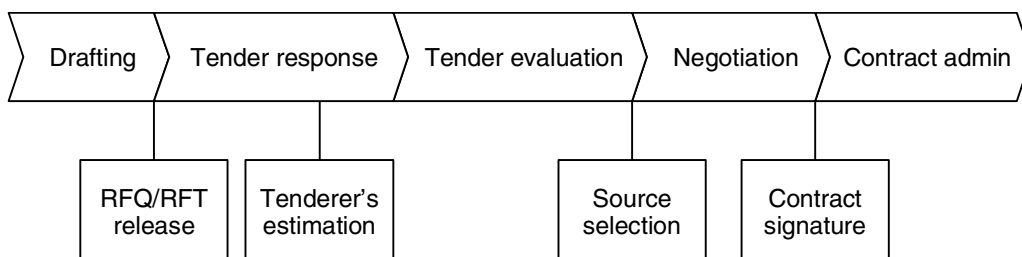 Drafting
Tender response
Tender evaluation
Negotiation
Contract admin
RFQ/RFT
release
Tenderer’s
estimation
Source
selection
Contract
signature